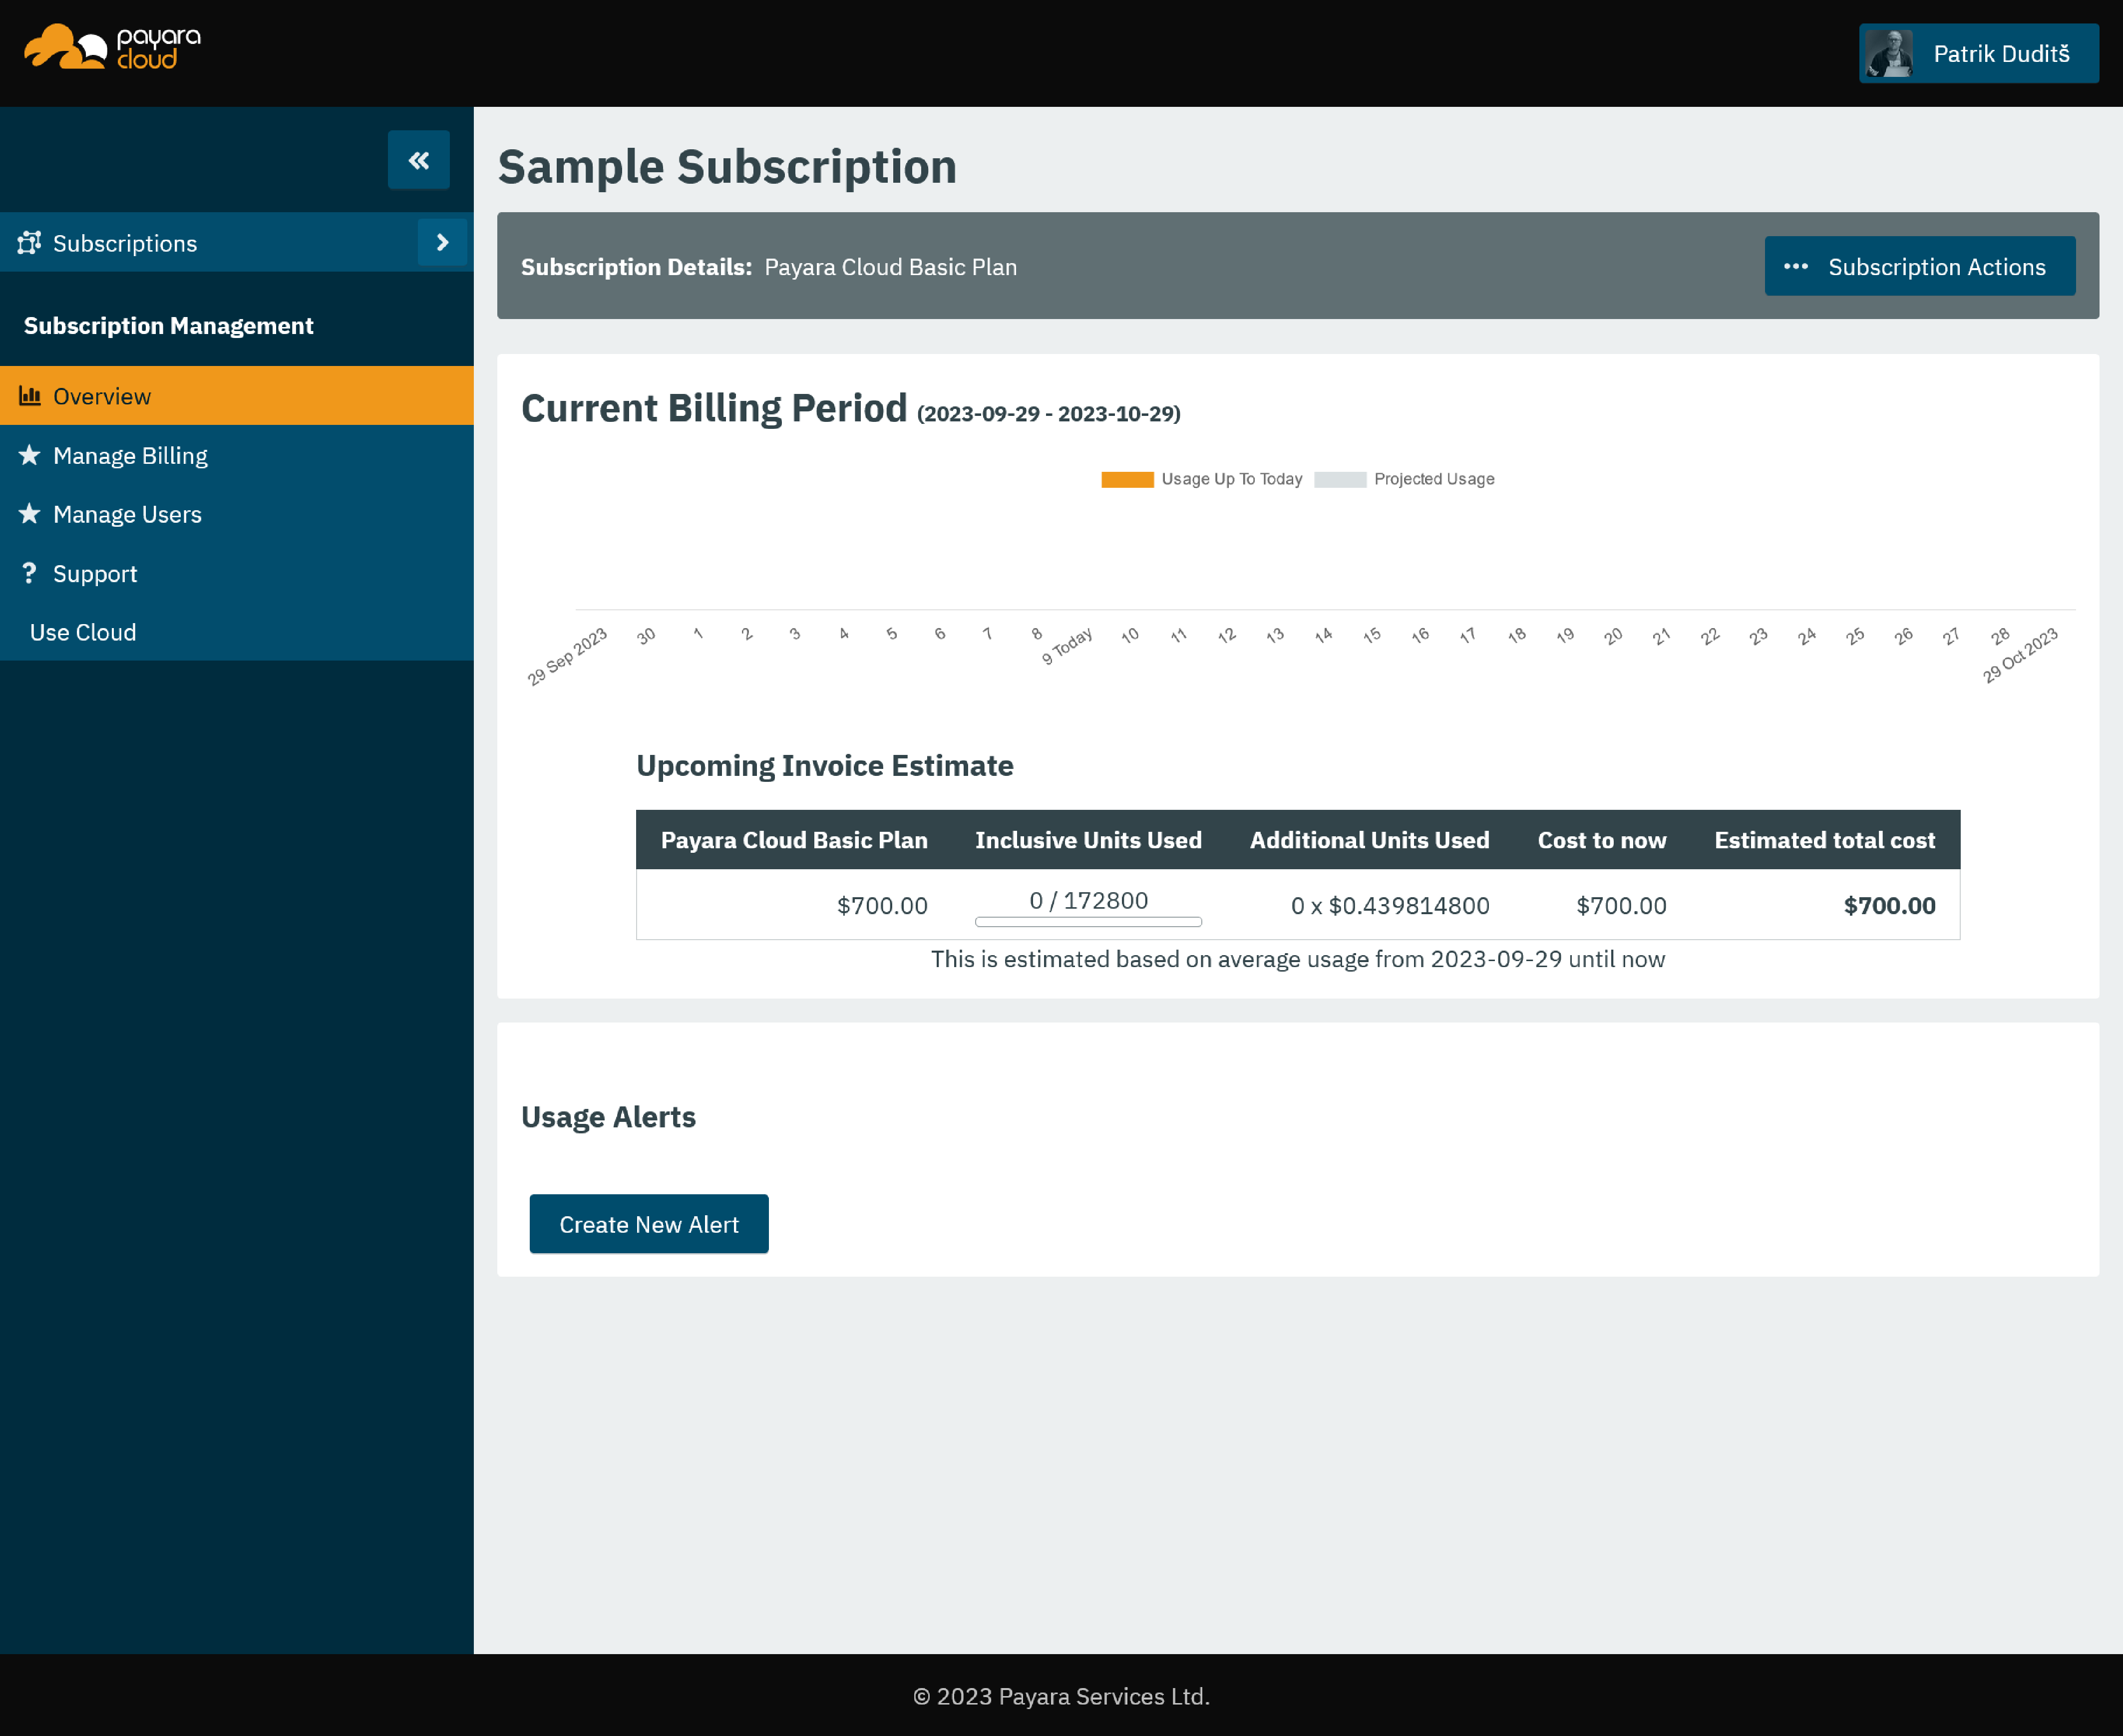 payara
cloud
Patrik Duditš
Subscriptions
Subscription Management
Overview
Manage Billing
Manage Users
Support
Use Cloud
Sample Subscription
Subscription Details: Payara Cloud Basic Plan
Subscription Actions
Current Billing Period (2023-09-29 - 2023-10-29)
Usage Up To Today Projected Usage
29 Sep 2023 30 1 2 3 4 5 6 7 8 9 Today 10 11 12 13 14 15 16 17 18 19 20 21 22 23 24 25 26 27 28 29 Oct 2023
Upcoming Invoice Estimate
Payara Cloud Basic Plan Inclusive Units Used Additional Units Used Cost to now Estimated total cost
$700.00 0 / 172800 0 x $0.439814800 $700.00 $700.00
This is estimated based on average usage from 2023-09-29 until now
Usage Alerts
Create New Alert
© 2023 Payara Services Ltd.